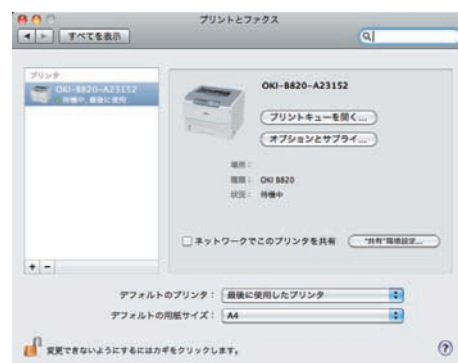 プリントとファクス
すべてを表示
プリンタ
OKI-B820-A23152
待機中, 最後に使用
OKI-B820-A23152
プリントキューを開く...
オプションとサプライ...
場所:
種類: OKI B820
状況: 待機中
ネットワークでこのプリンタを共有
"共有"環境設定...
デフォルトのプリンタ: 最後に使用したプリンタ
デフォルトの用紙サイズ: A4
変更できないようにするにはカギをクリックします。